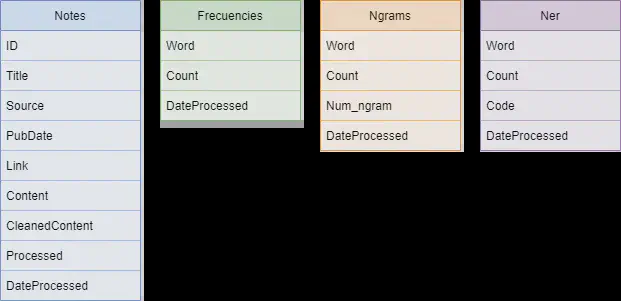 Notes
ID
Title
Source
PubDate
Link
Content
CleanedContent
Processed
DateProcessed
Frecuencies
Word
Count
DateProcessed
Ngrams
Word
Count
Num_ngram
DateProcessed
Ner
Word
Count
Code
DateProcessed